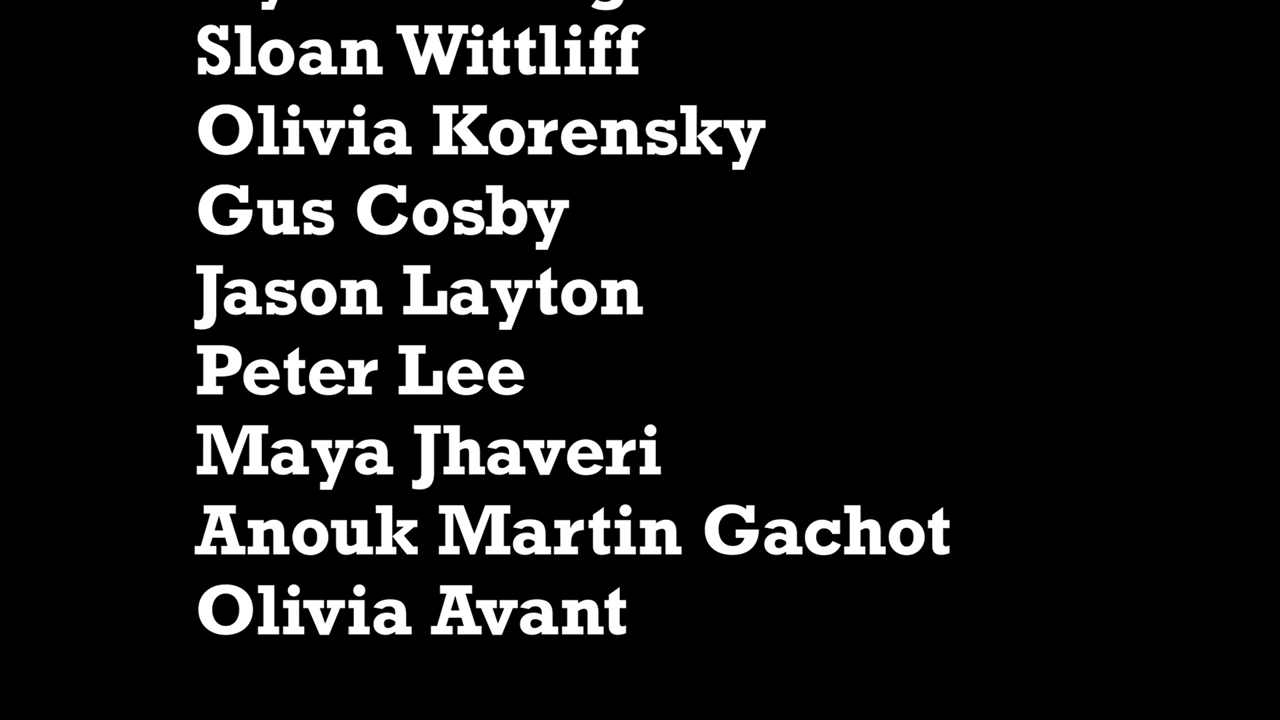 Sloan Wittliff
Olivia Korensky
Gus Cosby
Jason Layton
Peter Lee
Maya Jhaveri
Anouk Martin Gachot
Olivia Avant